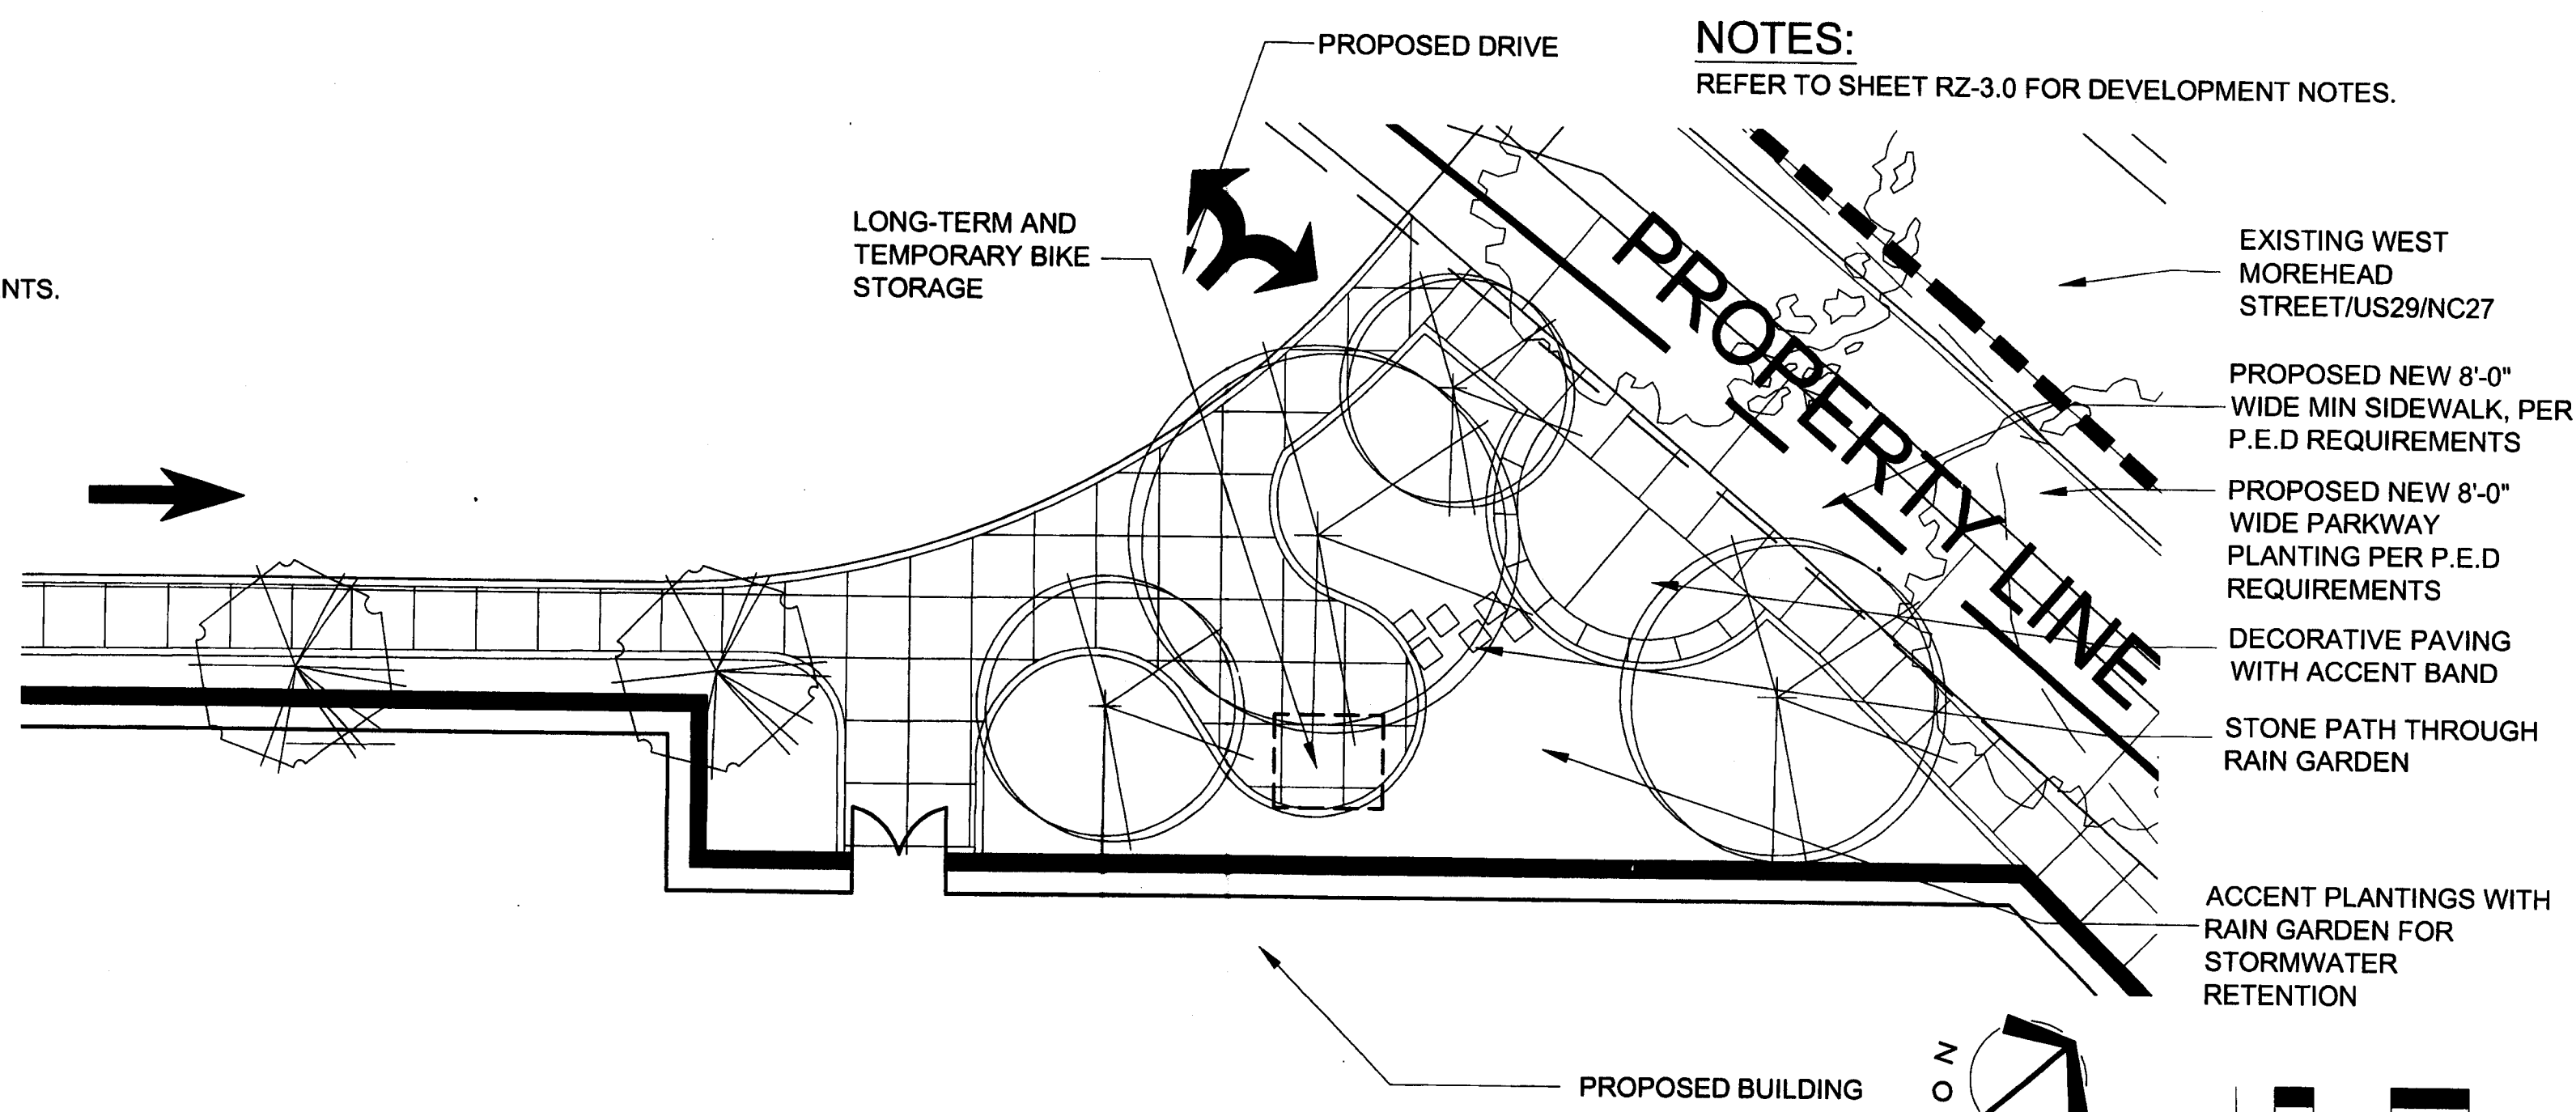 PROPOSED DRIVE
NOTES:
REFER TO SHEET RZ-3.0 FOR DEVELOPMENT NOTES.
LONG-TERM AND
TEMPORARY BIKE
STORAGE
NTS.
PROPERTY LINE
EXISTING WEST
MOREHEAD
STREET/US29/NC27
PROPOSED NEW 8'-0"
WIDE MIN SIDEWALK, PER
P.E.D REQUIREMENTS
PROPOSED NEW 8'-0"
WIDE PARKWAY
PLANTING PER P.E.D
REQUIREMENTS
DECORATIVE PAVING
WITH ACCENT BAND
STONE PATH THROUGH
RAIN GARDEN
ACCENT PLANTINGS WITH
RAIN GARDEN FOR
STORMWATER
RETENTION
PROPOSED BUILDING
O N